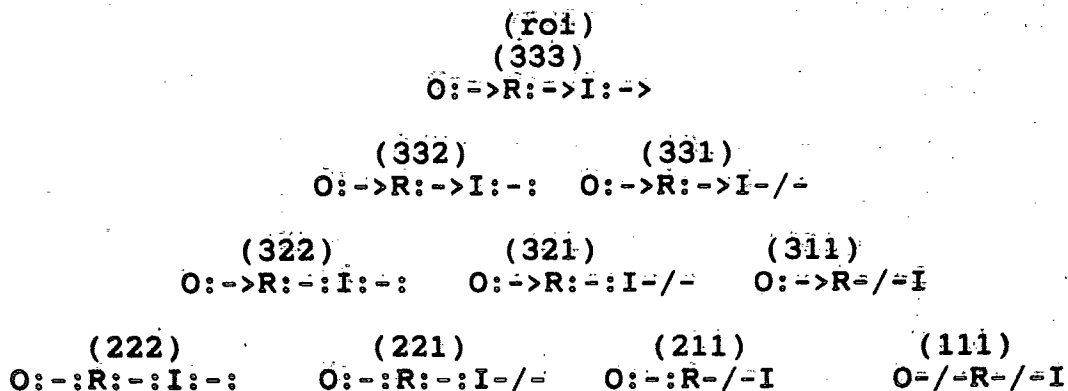 (roi)
(333)
O:->R:->I:->
(332) (331)
O:->R:->I:-: O:->R:->I-/-
(322) (321) (311)
O:->R:-:I:-: O:->R:-:I-/- O:->R-/-I
(222) (221) (211) (111)
O:-:R:-:I:-: O:-:R:-:I-/- O:-:R-/-I O-/-R-/-I